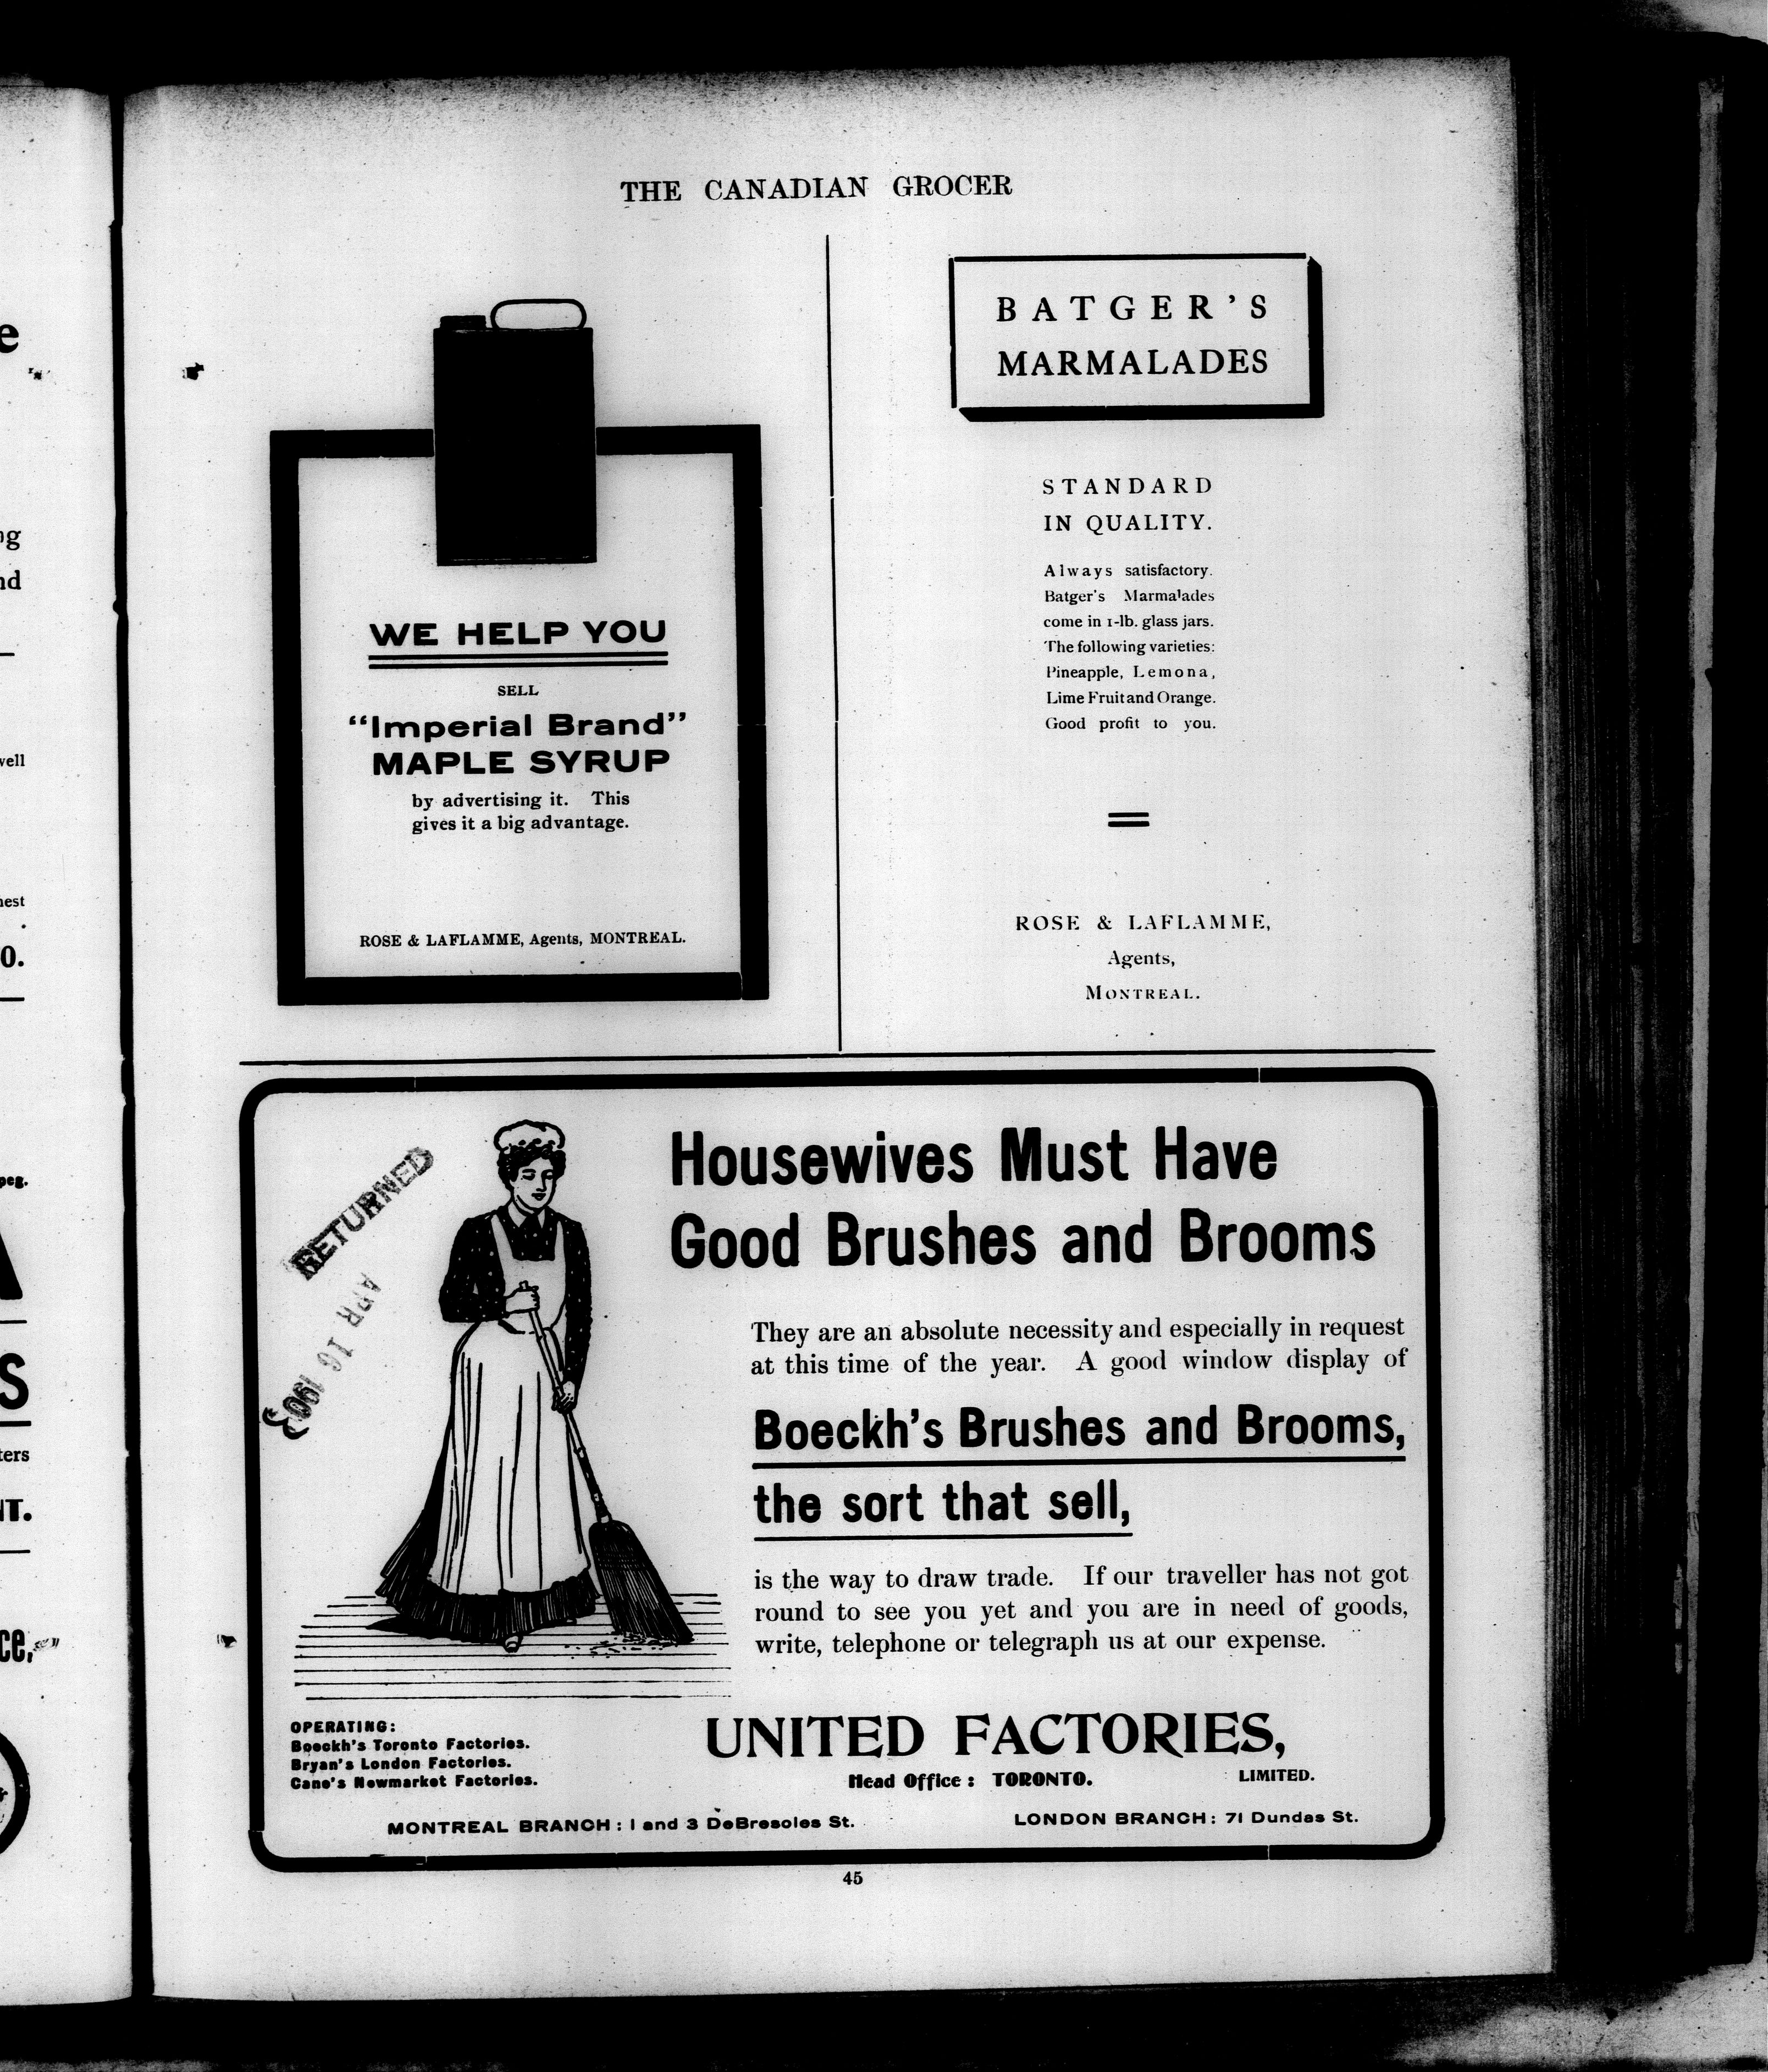 THE CANADIAN GROCER
WE HELP YOU
SELL
"Imperial Brand"
MAPLE SYRUP
by advertising it. This
gives it a big advantage.
ROSE & LAFLAMME, Agents, MONTREAL.
BATGER'S
MARMALADES
STANDARD
IN QUALITY.
Always satisfactory.
Batger's Marmalades
come in 1-lb. glass jars.
The following varieties:
Pineapple, Lemona,
Lime Fruit and Orange.
Good profit to you.
ROSE & LAFLAMME,
Agents,
MONTREAL.
RETURNED
APR 16 1903
Housewives Must Have
Good Brushes and Brooms
They are an absolute necessity and especially in request
at this time of the year. A good window display of
Boeckh's Brushes and Brooms,
the sort that sell,
is the way to draw trade. If our traveller has not got
round to see you yet and you are in need of goods,
write, telephone or telegraph us at our expense.
OPERATING:
Boeckh's Toronto Factories.
Bryan's London Factories.
Cane's Newmarket Factories.
UNITED FACTORIES,
LIMITED.
Head Office: TORONTO.
MONTREAL BRANCH: 1 and 3 DeBresoles St.
LONDON BRANCH: 71 Dundas St.
45